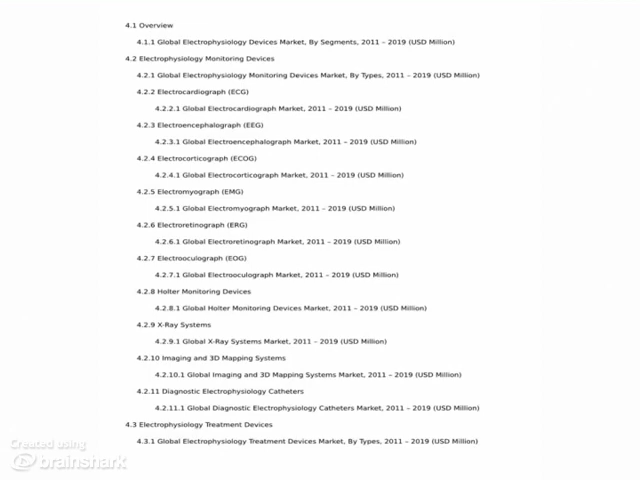 4.1 Overview
4.1.1 Global Electrophysiology Devices Market, By Segments, 2011 – 2019 (USD Million)
4.2 Electrophysiology Monitoring Devices
4.2.1 Global Electrophysiology Monitoring Devices Market, By Types, 2011 – 2019 (USD Million)
4.2.2 Electrocardiograph (ECG)
4.2.2.1 Global Electrocardiograph Market, 2011 – 2019 (USD Million)
4.2.3 Electroencephalograph (EEG)
4.2.3.1 Global Electroencephalograph Market, 2011 – 2019 (USD Million)
4.2.4 Electrocorticograph (ECOG)
4.2.4.1 Global Electrocorticograph Market, 2011 – 2019 (USD Million)
4.2.5 Electromyograph (EMG)
4.2.5.1 Global Electromyograph Market, 2011 – 2019 (USD Million)
4.2.6 Electroretinograph (ERG)
4.2.6.1 Global Electroretinograph Market, 2011 – 2019 (USD Million)
4.2.7 Electrooculograph (EOG)
4.2.7.1 Global Electrooculograph Market, 2011 – 2019 (USD Million)
4.2.8 Holter Monitoring Devices
4.2.8.1 Global Holter Monitoring Devices Market, 2011 – 2019 (USD Million)
4.2.9 X-Ray Systems
4.2.9.1 Global X-Ray Systems Market, 2011 – 2019 (USD Million)
4.2.10 Imaging and 3D Mapping Systems
4.2.10.1 Global Imaging and 3D Mapping Systems Market, 2011 – 2019 (USD Million)
4.2.11 Diagnostic Electrophysiology Catheters
4.2.11.1 Global Diagnostic Electrophysiology Catheters Market, 2011 – 2019 (USD Million)
4.3 Electrophysiology Treatment Devices
4.3.1 Global Electrophysiology Treatment Devices Market, By Types, 2011 – 2019 (USD Million)
Created using
brainshark